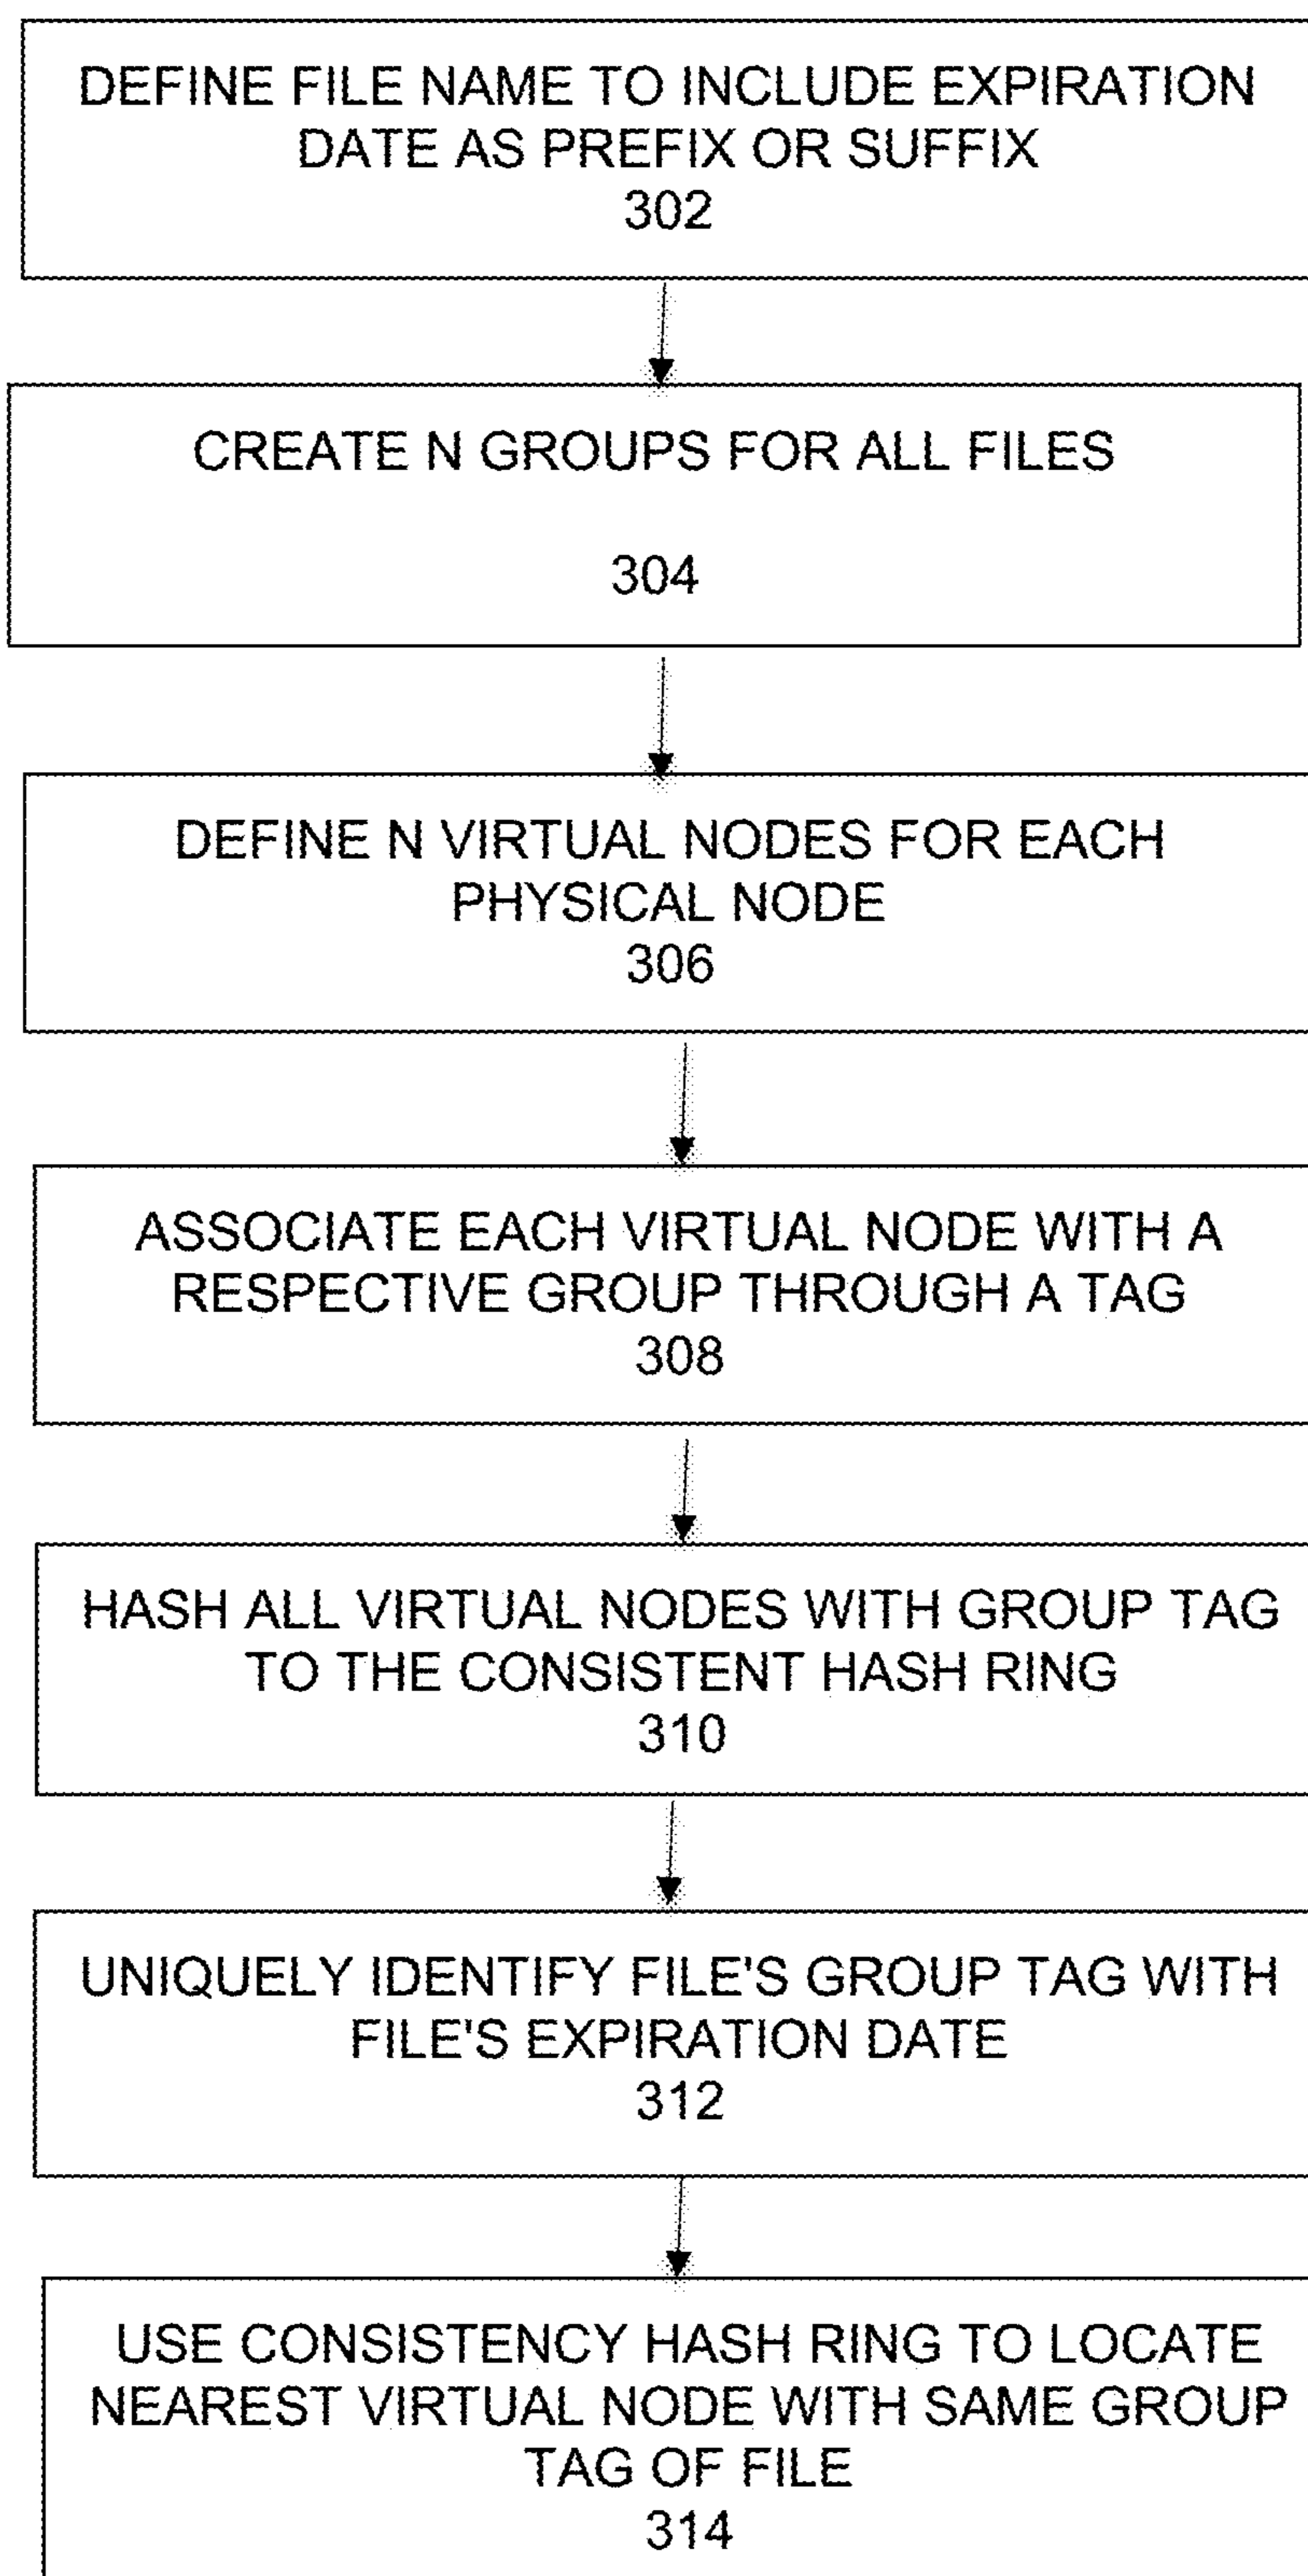 DEFINE FILE NAME TO INCLUDE EXPIRATION
DATE AS PREFIX OR SUFFIX
302
CREATE N GROUPS FOR ALL FILES
304
DEFINE N VIRTUAL NODES FOR EACH
PHYSICAL NODE
306
ASSOCIATE EACH VIRTUAL NODE WITH A
RESPECTIVE GROUP THROUGH A TAG
308
HASH ALL VIRTUAL NODES WITH GROUP TAG
TO THE CONSISTENT HASH RING
310
UNIQUELY IDENTIFY FILE'S GROUP TAG WITH
FILE'S EXPIRATION DATE
312
USE CONSISTENCY HASH RING TO LOCATE
NEAREST VIRTUAL NODE WITH SAME GROUP
TAG OF FILE
314